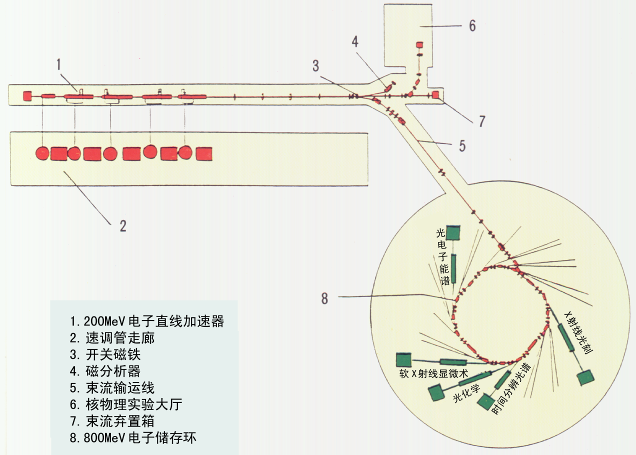 1
2
3
4
5
6
7
8
光电子能谱
X射线光刻
软X射线显微术
光化学
时间分辨光谱
1.200MeV电子直线加速器
2.速调管走廊
3.开关磁铁
4.磁分析器
5.束流输运线
6.核物理实验大厅
7.束流弃置箱
8.800MeV电子储存环